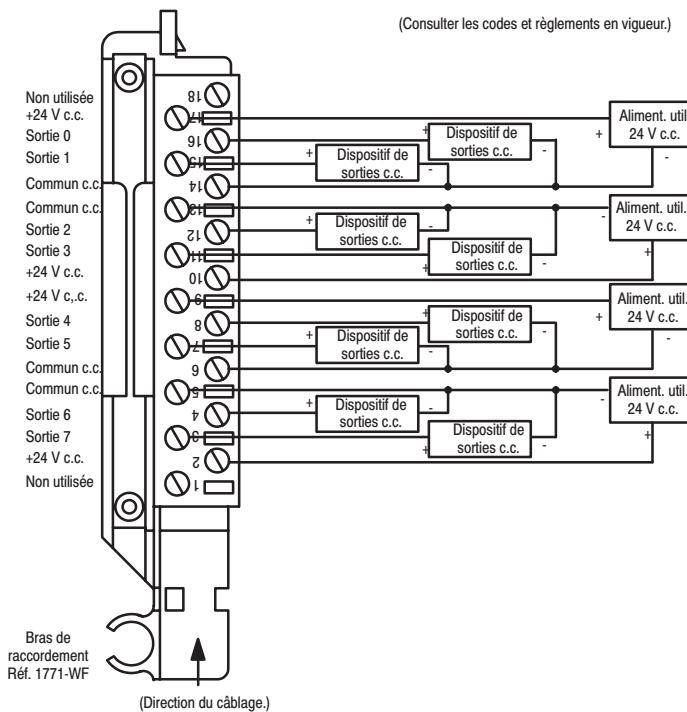 (Consulter les codes et règlements en vigueur.)
Non utilisée
+24 V c.c.
Sortie 0
Sortie 1
Commun c.c.
Commun c.c.
Sortie 2
Sortie 3
+24 V c.c.
+24 V c,.c.
Sortie 4
Sortie 5
Commun c.c.
Commun c.c.
Sortie 6
Sortie 7
+24 V c.c.
Non utilisée
18
17
16
15
14
13
12
11
10
9
8
7
6
5
4
3
2
1
+ Dispositif de -
sorties c.c.
+ Dispositif de -
sorties c.c.
+ Aliment. util. -
24 V c.c.
+ Dispositif de -
sorties c.c.
+ Dispositif de -
sorties c.c.
- Aliment. util. +
24 V c.c.
+ Dispositif de -
sorties c.c.
+ Dispositif de -
sorties c.c.
+ Aliment. util. -
24 V c.c.
+ Dispositif de -
sorties c.c.
+ Dispositif de -
sorties c.c.
- Aliment. util. +
24 V c.c.
Bras de
raccordement
Réf. 1771-WF
(Direction du câblage.)